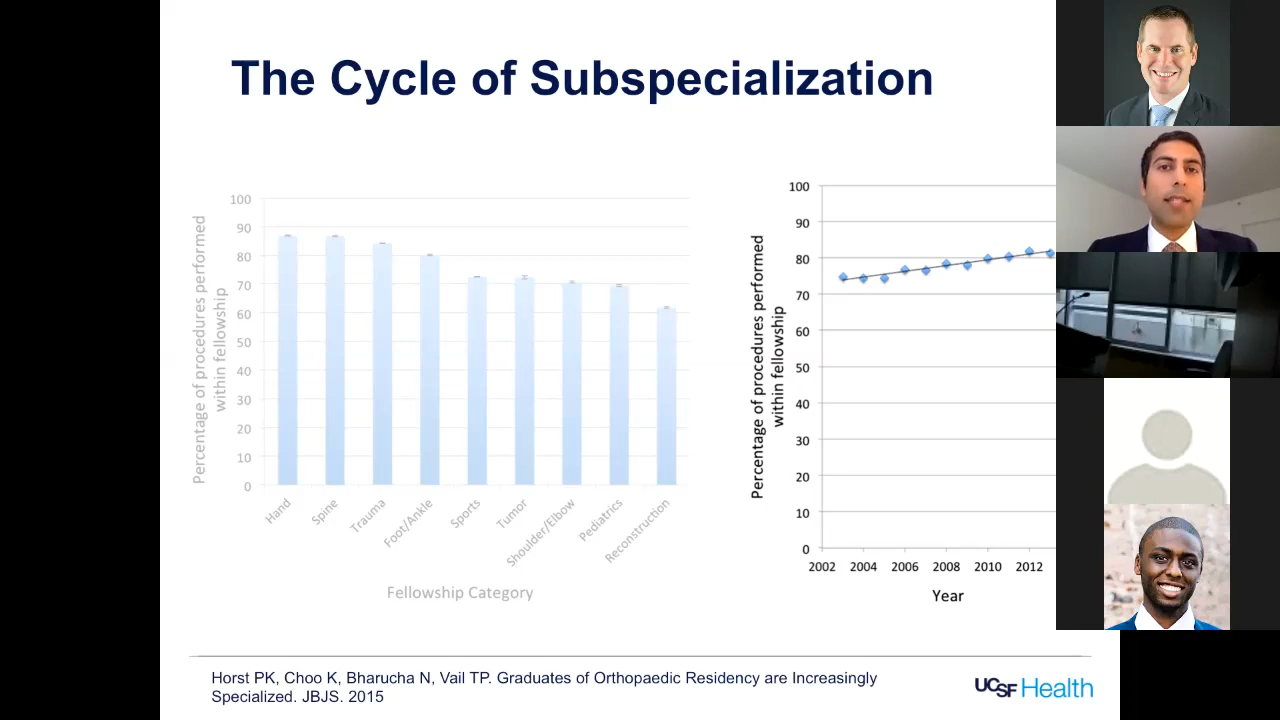 The Cycle of Subspecialization
Percentage of procedures performed
within fellowship
100
90
80
70
60
50
40
30
20
10
0
Hand
Spine
Trauma
Foot/Ankle
Sports
Tumor
Shoulder/Elbow
Pediatrics
Reconstruction
Fellowship Category
Percentage of procedures performed
within fellowship
100
90
80
70
60
50
40
30
20
10
0
2002 2004 2006 2008 2010 2012
Year
Horst PK, Choo K, Bharucha N, Vail TP. Graduates of Orthopaedic Residency are Increasingly
Specialized. JBJS. 2015
UCSF Health